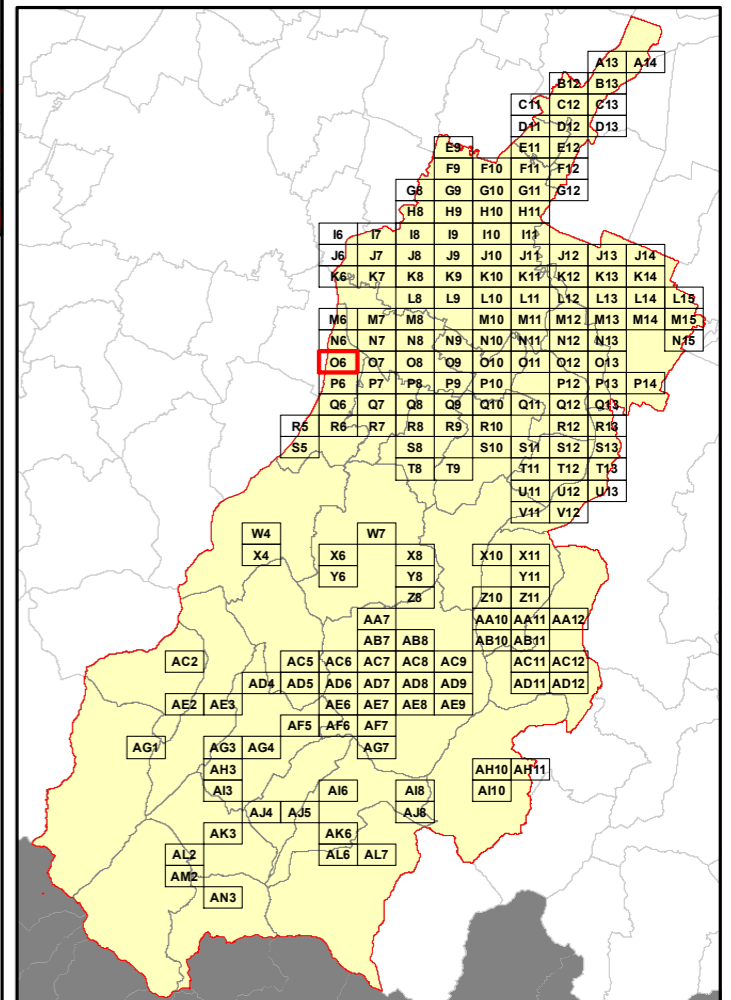 A13 A14
B12 B13
C11 C12 C13
D11 D12 D13
E9 E11 E12
F9 F10 F11 F12
G8 G9 G10 G11 G12
H8 H9 H10 H11
I6 I7 I8 I9 I10 I11
J6 J7 J8 J9 J10 J11 J12 J13 J14
K6 K7 K8 K9 K10 K11 K12 K13 K14
L8 L9 L10 L11 L12 L13 L14 L15
M6 M7 M8 M10 M11 M12 M13 M14 M15
N6 N7 N8 N9 N10 N11 N12 N13 N15
O6 O7 O8 O9 O10 O11 O12 O13
P6 P7 P8 P9 P10 P12 P13 P14
Q6 Q7 Q8 Q9 Q10 Q11 Q12 Q13
R5 R6 R7 R8 R9 R10 R12 R13
S5 S8 S10 S11 S12 S13
T8 T9 T11 T12 T13
U11 U12 U13
V11 V12
W4 W7
X4 X6 X8 X10 X11
Y6 Y8 Y11
Z8 Z10 Z11
AA7 AA10 AA11 AA12
AB7 AB8 AB10 AB11
AC2 AC5 AC6 AC7 AC8 AC9 AC11 AC12
AD4 AD5 AD6 AD7 AD8 AD9 AD11 AD12
AE2 AE3 AE6 AE7 AE8 AE9
AF5 AF6 AF7
AG1 AG3 AG4 AG7
AH3 AH10 AH11
AI3 AI6 AI8 AI10
AJ4 AJ5 AJ8
AK3 AK6
AL2 AL6 AL7
AM2
AN3